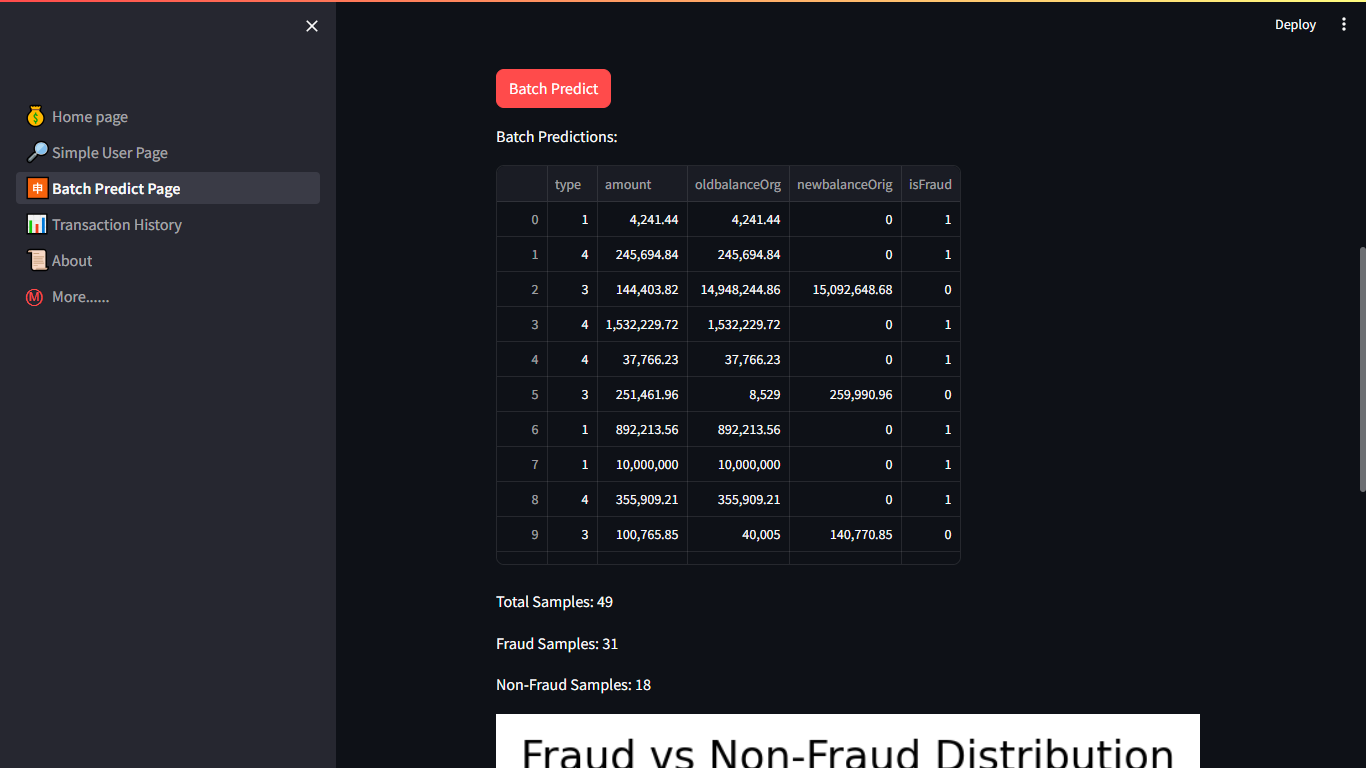 Deploy
💰 Home page
🔎 Simple User Page
🈸 Batch Predict Page
📊 Transaction History
📜 About
Ⓜ️ More......
Batch Predict
Batch Predictions:
type amount oldbalanceOrg newbalanceOrig isFraud
0 1 4,241.44 4,241.44 0 1
1 4 245,694.84 245,694.84 0 1
2 3 144,403.82 14,948,244.86 15,092,648.68 0
3 4 1,532,229.72 1,532,229.72 0 1
4 4 37,766.23 37,766.23 0 1
5 3 251,461.96 8,529 259,990.96 0
6 1 892,213.56 892,213.56 0 1
7 1 10,000,000 10,000,000 0 1
8 4 355,909.21 355,909.21 0 1
9 3 100,765.85 40,005 140,770.85 0
Total Samples: 49
Fraud Samples: 31
Non-Fraud Samples: 18
Fraud vs Non-Fraud Distribution